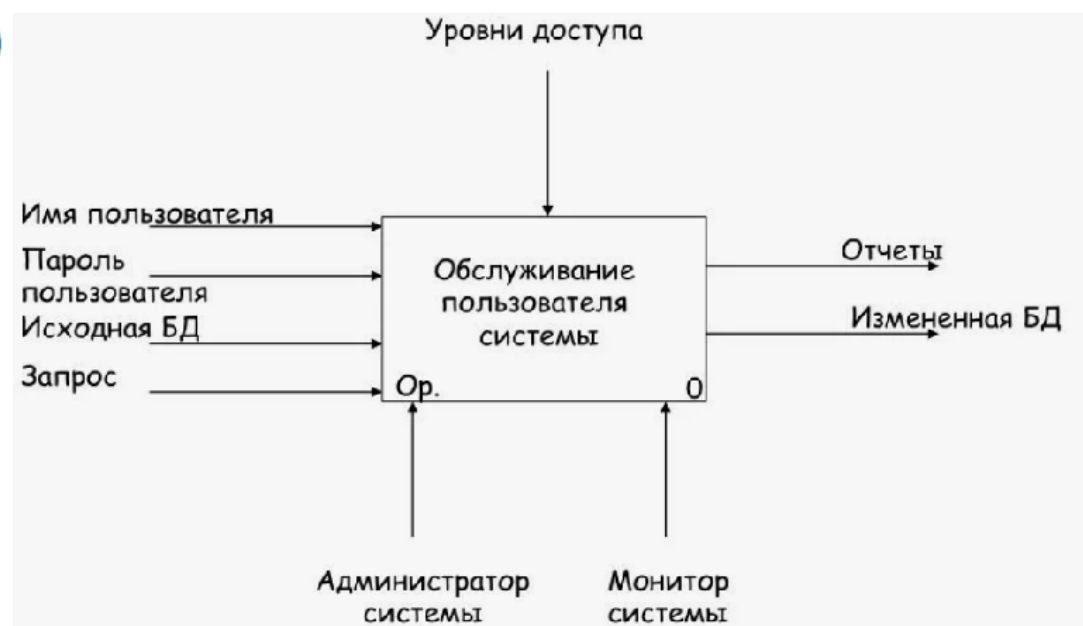 Уровни доступа
Имя пользователя
Пароль
пользователя
Исходная БД
Запрос
Обслуживание
пользователя
системы
0р.
0
Отчеты
Измененная БД
Администратор
системы
Монитор
системы